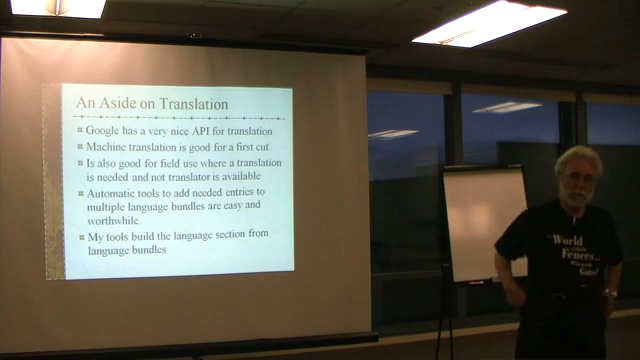 An Aside on Translation
Google has a very nice API for translation
Machine translation is good for a first cut
Is also good for field use where a translation
is needed and not translator is available
Automatic tools to add needed entries to
multiple language bundles are easy and
worthwhile.
My tools build the language section from
language bundles
World
without
Fences
Gates?